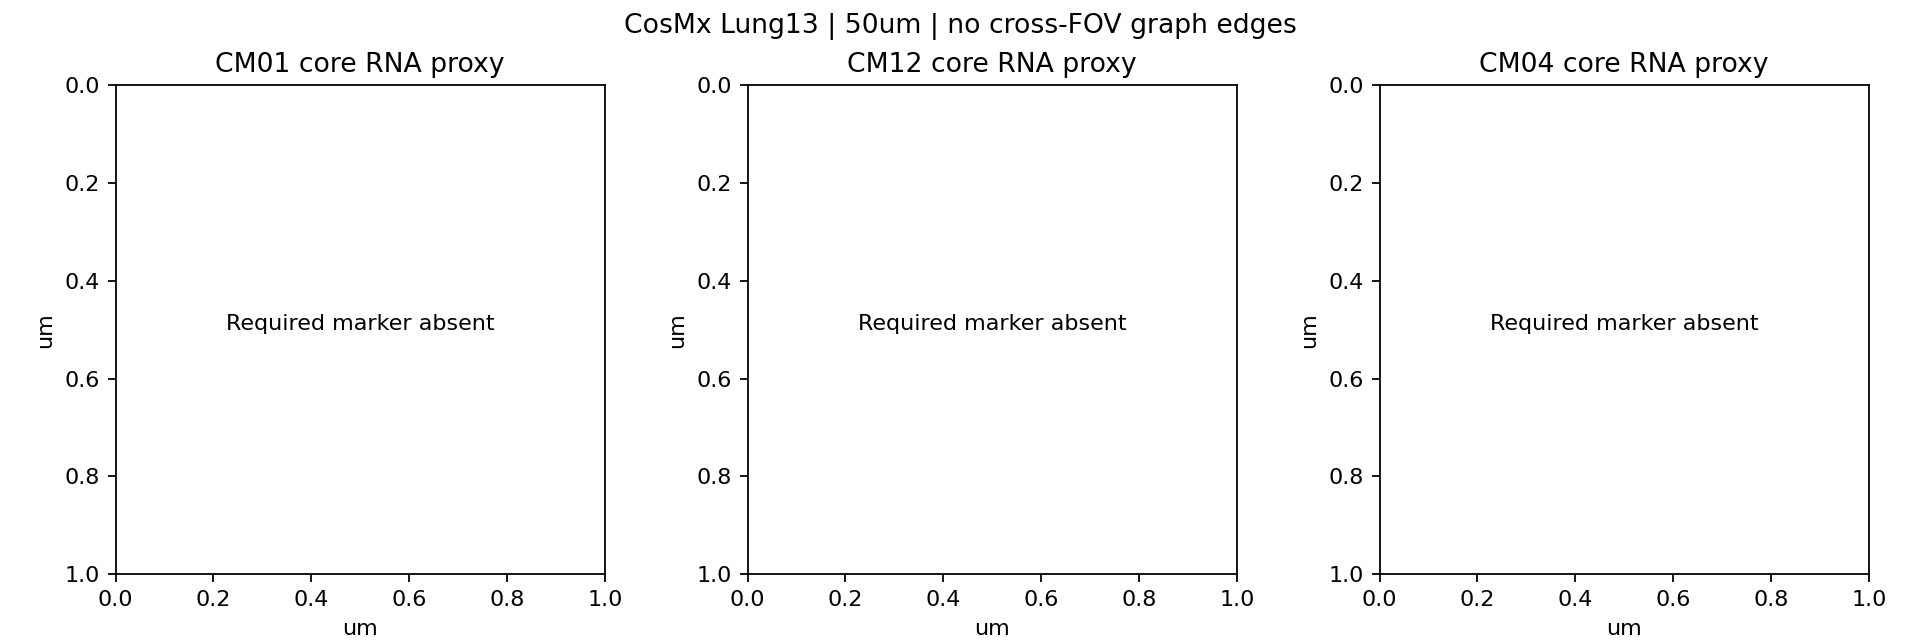 CosMx Lung13 | 50um | no cross-FOV graph edges
CM01 core RNA proxy
0.0
0.2
0.4
0.6
0.8
1.0
um
Required marker absent
0.0 0.2 0.4 0.6 0.8 1.0
um
CM12 core RNA proxy
0.0
0.2
0.4
0.6
0.8
1.0
um
Required marker absent
0.0 0.2 0.4 0.6 0.8 1.0
um
CM04 core RNA proxy
0.0
0.2
0.4
0.6
0.8
1.0
um
Required marker absent
0.0 0.2 0.4 0.6 0.8 1.0
um